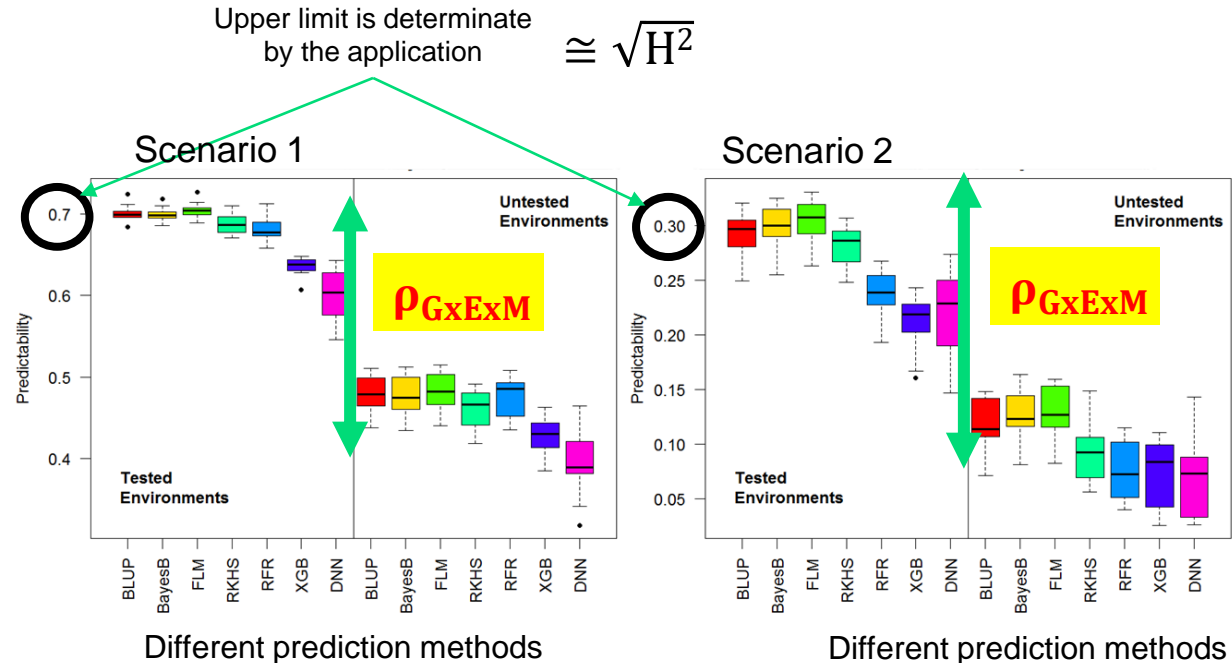 Upper limit is determinate
by the application
≅ √H²
Scenario 1
Scenario 2
Predictability
0.7
0.6
0.5
0.4
Untested
Environments
ρGxExM
Tested
Environments
BLUP
BayesB
FLM
RKHS
RFR
XGB
DNN
BLUP
BayesB
FLM
RKHS
RFR
XGB
DNN
Different prediction methods
Predictability
0.30
0.25
0.20
0.15
0.10
0.05
Untested
Environments
ρGxExM
Tested
Environments
BLUP
BayesB
FLM
RKHS
RFR
XGB
DNN
BLUP
BayesB
FLM
RKHS
RFR
XGB
DNN
Different prediction methods